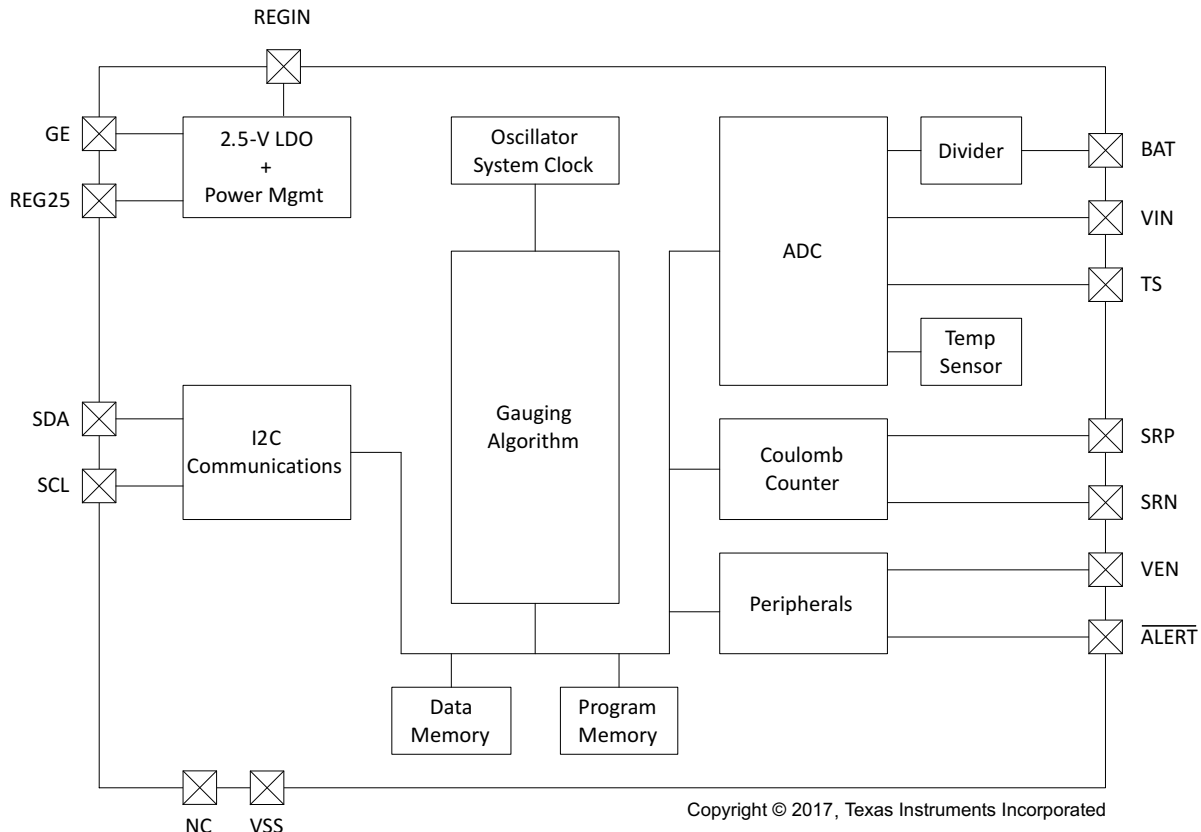 REGIN
GE
REG25
2.5-V LDO
+
Power Mgmt
Oscillator
System Clock
Divider
BAT
VIN
ADC
TS
Temp
Sensor
SDA
SCL
I2C
Communications
Gauging
Algorithm
Coulomb
Counter
SRP
SRN
Peripherals
VEN
ALERT
Data
Memory
Program
Memory
NC
VSS
Copyright © 2017, Texas Instruments Incorporated